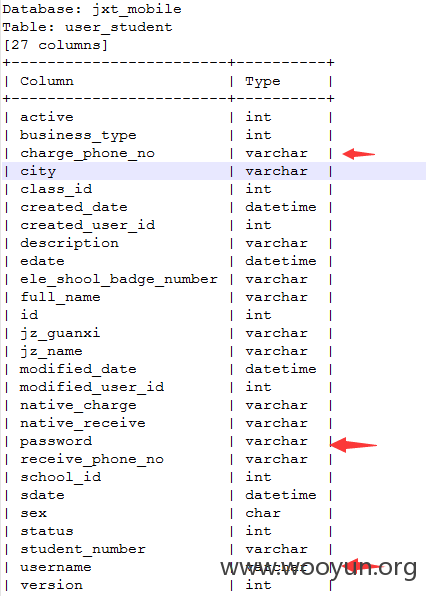 Database: jxt_mobile
Table: user_student
[27 columns]
+------------------------+----------+
| Column                 | Type     |
+------------------------+----------+
| active                 | int      |
| business_type          | int      |
| charge_phone_no        | varchar  |
| city                   | varchar  |
| class_id               | int      |
| created_date           | datetime |
| created_user_id        | int      |
| description            | varchar  |
| edate                  | datetime |
| ele_shool_badge_number | varchar  |
| full_name              | varchar  |
| id                     | int      |
| jz_guanxi              | varchar  |
| jz_name                | varchar  |
| modified_date          | datetime |
| modified_user_id       | int      |
| native_charge          | varchar  |
| native_receive         | varchar  |
| password               | varchar  |
| receive_phone_no       | varchar  |
| school_id              | int      |
| sdate                  | datetime |
| sex                    | char     |
| status                 | int      |
| student_number         | varchar  |
| username               | varchar  |
www.wooyun.org
| version                | int      |